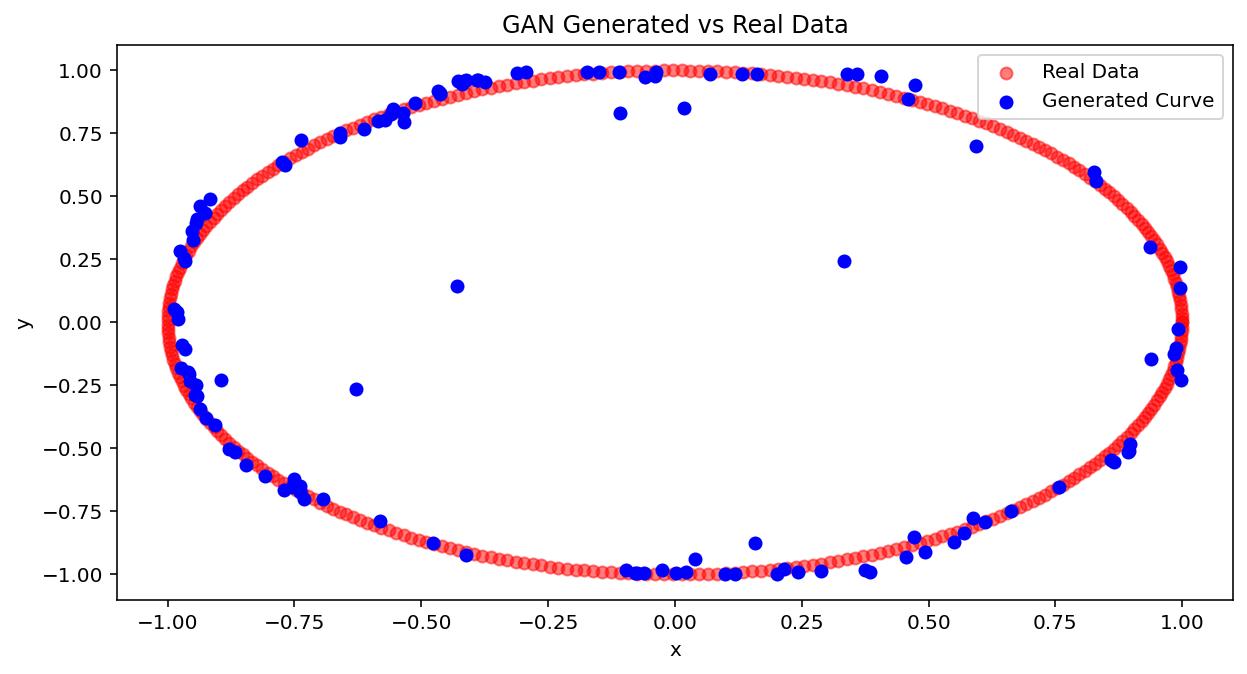 GAN Generated vs Real Data
Real Data
Generated Curve
1.00
0.75
0.50
0.25
0.00
−0.25
−0.50
−0.75
−1.00
y
−1.00 −0.75 −0.50 −0.25 0.00 0.25 0.50 0.75 1.00
x